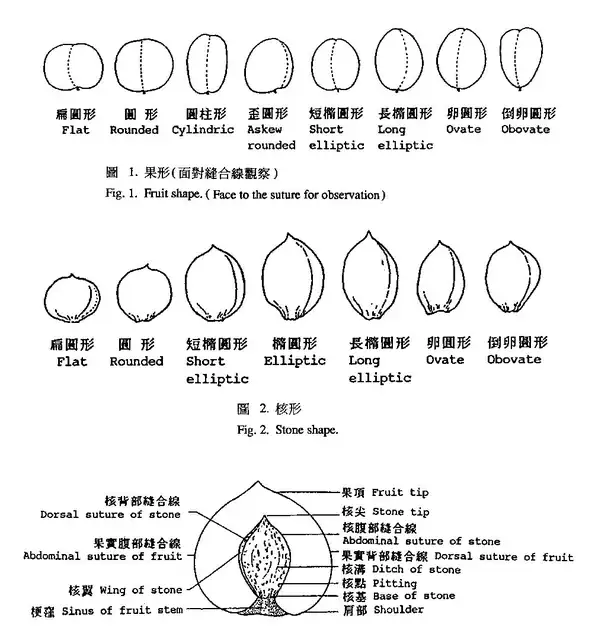 扁圓形 圓 形 圓柱形 歪圓形 短橢圓形 長橢圓形 卵圓形 倒卵圓形
Flat Rounded Cylindric Askew Short Long Ovate Obovate
rounded elliptic elliptic
圖 1. 果形(面對縫合線觀察)
Fig. 1. Fruit shape. (Face to the suture for observation)
扁圓形 圓 形 短橢圓形 橢圓形 長橢圓形 卵圓形 倒卵圓形
Flat Rounded Short Elliptic Long Ovate Obovate
elliptic elliptic
圖 2. 核形
Fig. 2. Stone shape.
核背部縫合線
Dorsal suture of stone
果實腹部縫合線
Abdominal suture of fruit
核翼 Wing of stone
梗窪 Sinus of fruit stem
果頂 Fruit tip
核尖 Stone tip
核腹部縫合線
Abdominal suture of stone
果實背部縫合線 Dorsal suture of fruit
核溝 Ditch of stone
核點 Pitting
核基 Base of stone
肩部 Shoulder